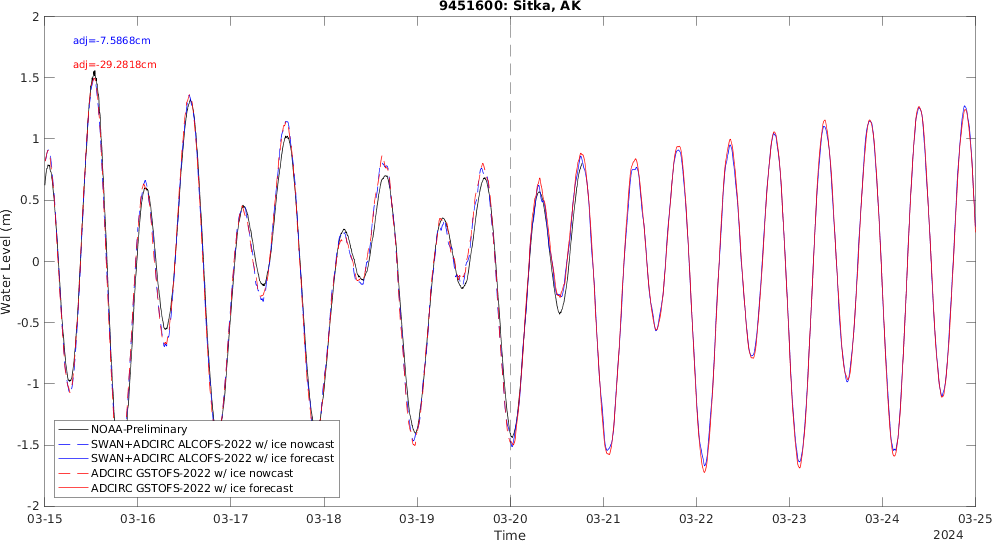 9451600: Sitka, AK
adj=-7.5868cm
adj=-29.2818cm
Water Level (m)
2
1.5
1
0.5
0
-0.5
-1
-1.5
-2
NOAA-Preliminary
SWAN+ADCIRC ALCOFS-2022 w/ ice nowcast
SWAN+ADCIRC ALCOFS-2022 w/ ice forecast
ADCIRC GSTOFS-2022 w/ ice nowcast
ADCIRC GSTOFS-2022 w/ ice forecast
03-15 03-16 03-17 03-18 03-19 03-20 03-21 03-22 03-23 03-24 03-25
Time
2024